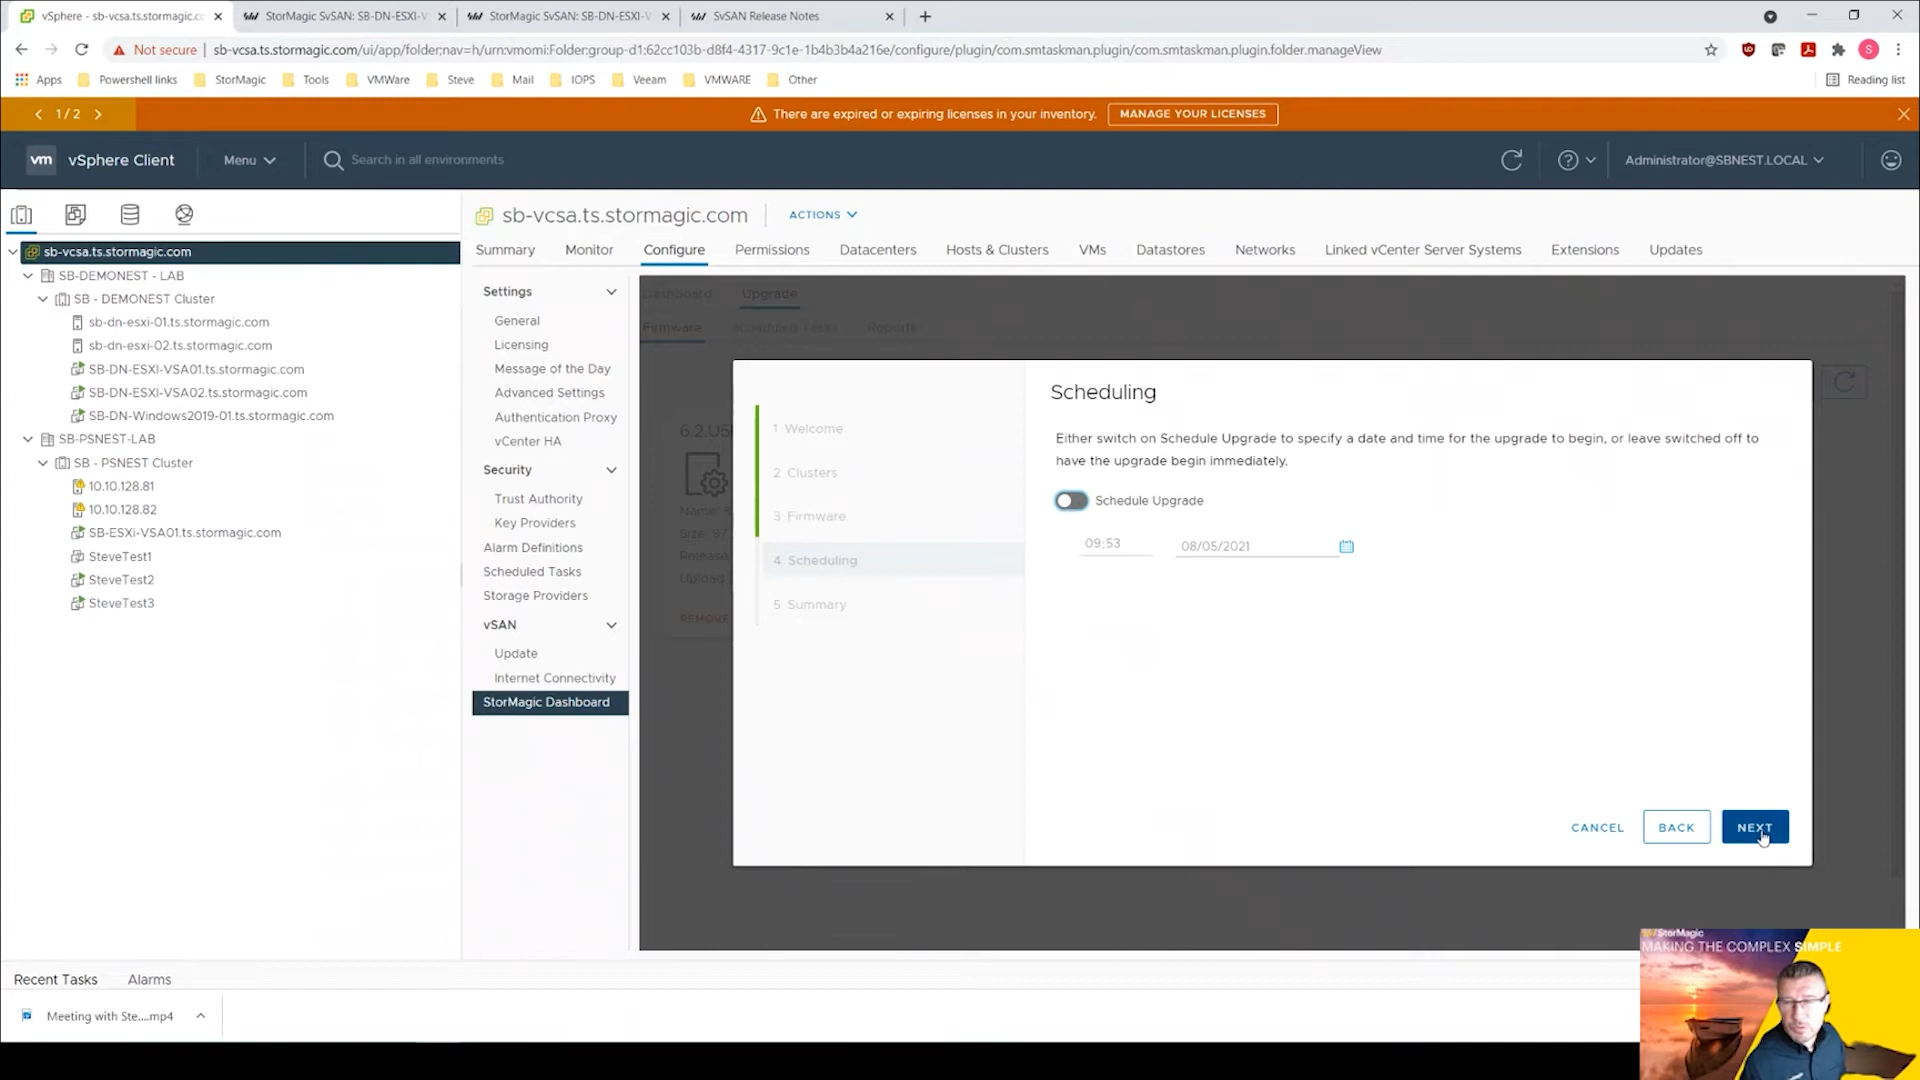 vSphere - sb-vcsa.ts.stormagic.c
StorMagic SvSAN: SB-DN-ESXI-V
StorMagic SvSAN: SB-DN-ESXI-V
SvSAN Release Notes
Not secure
sb-vcsa.ts.stormagic.com/ui/app/folder;nav=h/urn:vmomi:Folder:group-d1:62cc103b-d8f4-4317-9c1e-1b4b3b4a216e/configure/plugin/com.smtaskman.plugin/com.smtaskman.plugin.folder.manageView
S
Apps
Powershell links
StorMagic
Tools
VMWare
Steve
Mail
IOPS
Veeam
VMWARE
Other
Reading list
1 / 2
There are expired or expiring licenses in your inventory.
MANAGE YOUR LICENSES
vm
vSphere Client
Menu
Search in all environments
Administrator@SBNEST.LOCAL
sb-vcsa.ts.stormagic.com
SB-DEMONEST - LAB
SB - DEMONEST Cluster
sb-dn-esxi-01.ts.stormagic.com
sb-dn-esxi-02.ts.stormagic.com
SB-DN-ESXI-VSA01.ts.stormagic.com
SB-DN-ESXI-VSA02.ts.stormagic.com
SB-DN-Windows2019-01.ts.stormagic.com
SB-PSNEST-LAB
SB - PSNEST Cluster
10.10.128.81
10.10.128.82
SB-ESXi-VSA01.ts.stormagic.com
SteveTest1
SteveTest2
SteveTest3
sb-vcsa.ts.stormagic.com
ACTIONS
Summary
Monitor
Configure
Permissions
Datacenters
Hosts & Clusters
VMs
Datastores
Networks
Linked vCenter Server Systems
Extensions
Updates
Settings
General
Licensing
Message of the Day
Advanced Settings
Authentication Proxy
vCenter HA
Security
Trust Authority
Key Providers
Alarm Definitions
Scheduled Tasks
Storage Providers
vSAN
Update
Internet Connectivity
StorMagic Dashboard
Dashboard
Upgrade
Firmware
Scheduled Tasks
Reports
Name:
Size: 97
Release
Upload
REMOVE
1 Welcome
2 Clusters
3 Firmware
4 Scheduling
5 Summary
Scheduling
Either switch on Schedule Upgrade to specify a date and time for the upgrade to begin, or leave switched off to
have the upgrade begin immediately.
Schedule Upgrade
09:53
08/05/2021
CANCEL
BACK
NEXT
Recent Tasks
Alarms
Meeting with Ste....mp4
StorMagic
MAKING THE COMPLEX SIMPLE